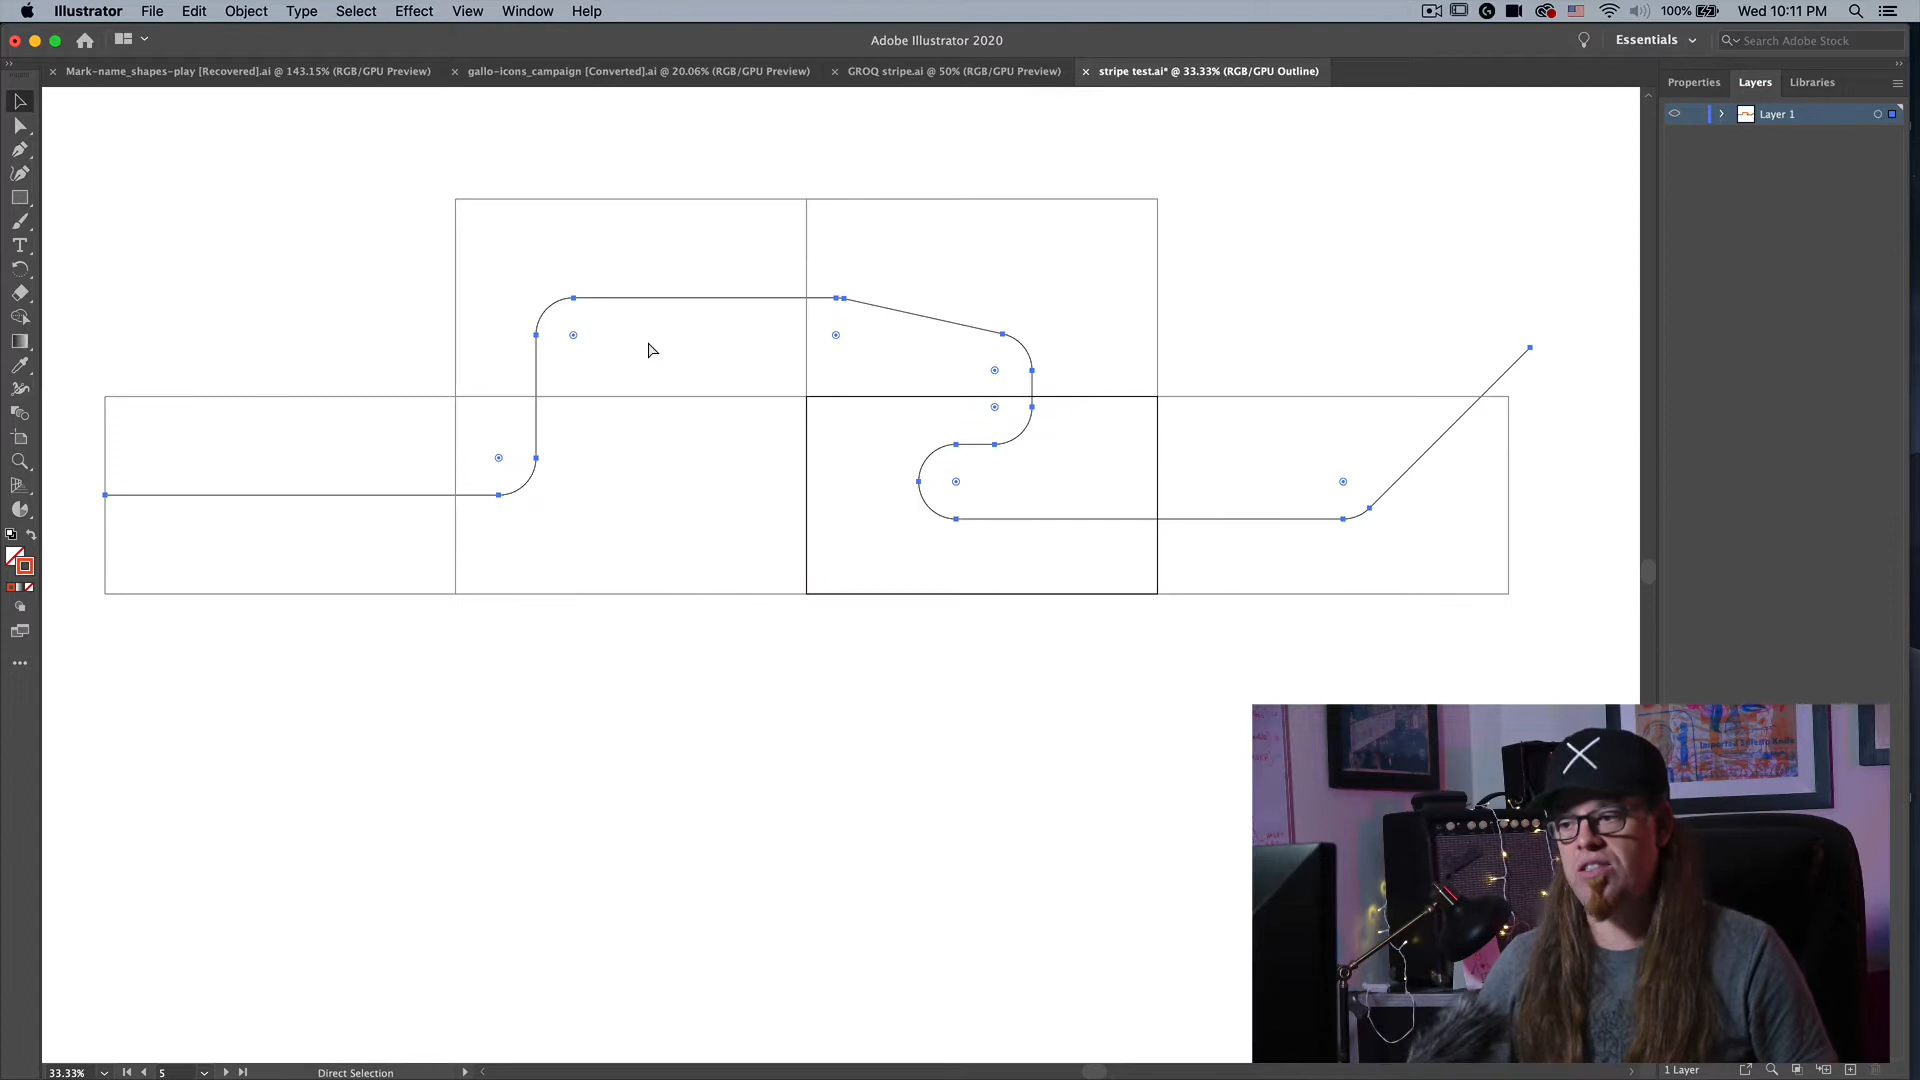 Illustrator File Edit Object Type Select Effect View Window Help 100% Wed 10:11 PM
Adobe Illustrator 2020 Essentials Search Adobe Stock
Mark-name_shapes-play [Recovered].ai @ 143.15% (RGB/GPU Preview) gallo-icons_campaign [Converted].ai @ 20.06% (RGB/GPU Preview) GROQ stripe.ai @ 50% (RGB/GPU Preview) stripe test.ai* @ 33.33% (RGB/GPU Outline)
Properties Layers Libraries
Layer 1
33.33% 5 Direct Selection 1 Layer